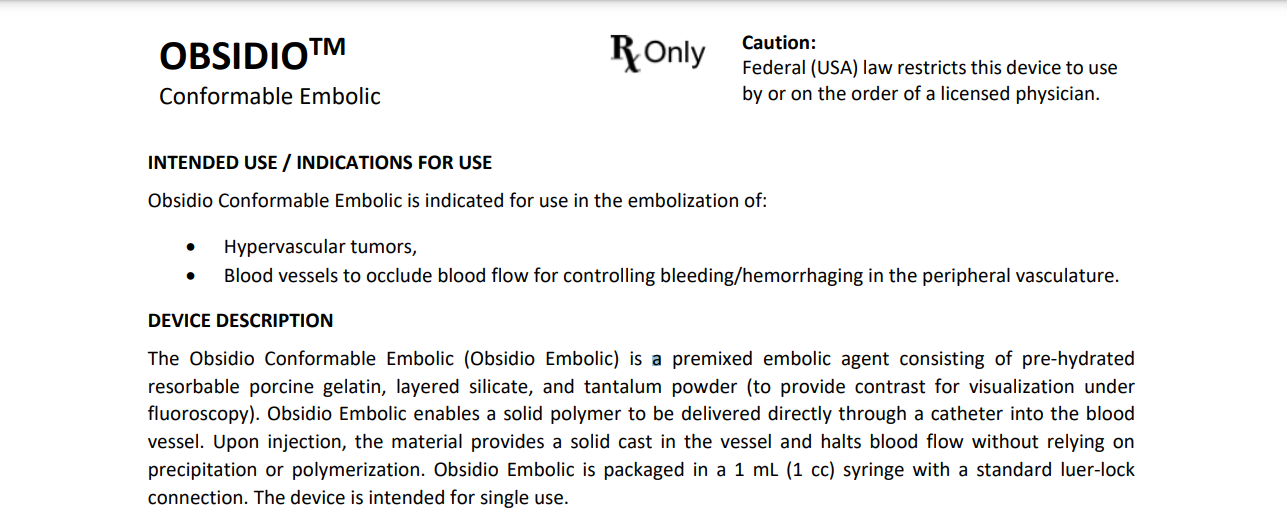 OBSIDIO™
Conformable Embolic
℞ Only
Caution:
Federal (USA) law restricts this device to use
by or on the order of a licensed physician.
INTENDED USE / INDICATIONS FOR USE
Obsidio Conformable Embolic is indicated for use in the embolization of:
• Hypervascular tumors,
• Blood vessels to occlude blood flow for controlling bleeding/hemorrhaging in the peripheral vasculature.
DEVICE DESCRIPTION
The Obsidio Conformable Embolic (Obsidio Embolic) is a premixed embolic agent consisting of pre-hydrated
resorbable porcine gelatin, layered silicate, and tantalum powder (to provide contrast for visualization under
fluoroscopy). Obsidio Embolic enables a solid polymer to be delivered directly through a catheter into the blood
vessel. Upon injection, the material provides a solid cast in the vessel and halts blood flow without relying on
precipitation or polymerization. Obsidio Embolic is packaged in a 1 mL (1 cc) syringe with a standard luer-lock
connection. The device is intended for single use.